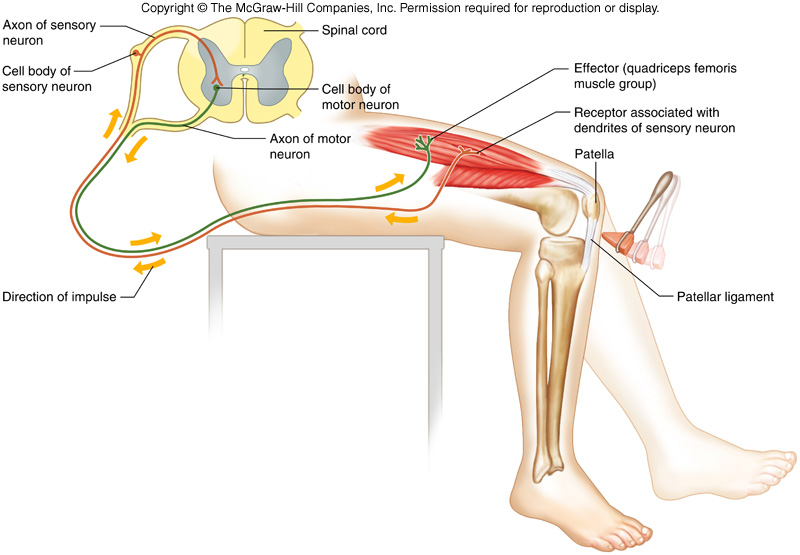 Copyright © The McGraw-Hill Companies, Inc. Permission required for reproduction or display.
Axon of sensory
neuron
Spinal cord
Cell body of
sensory neuron
Cell body of
motor neuron
Axon of motor
neuron
Effector (quadriceps femoris
muscle group)
Receptor associated with
dendrites of sensory neuron
Patella
Direction of impulse
Patellar ligament